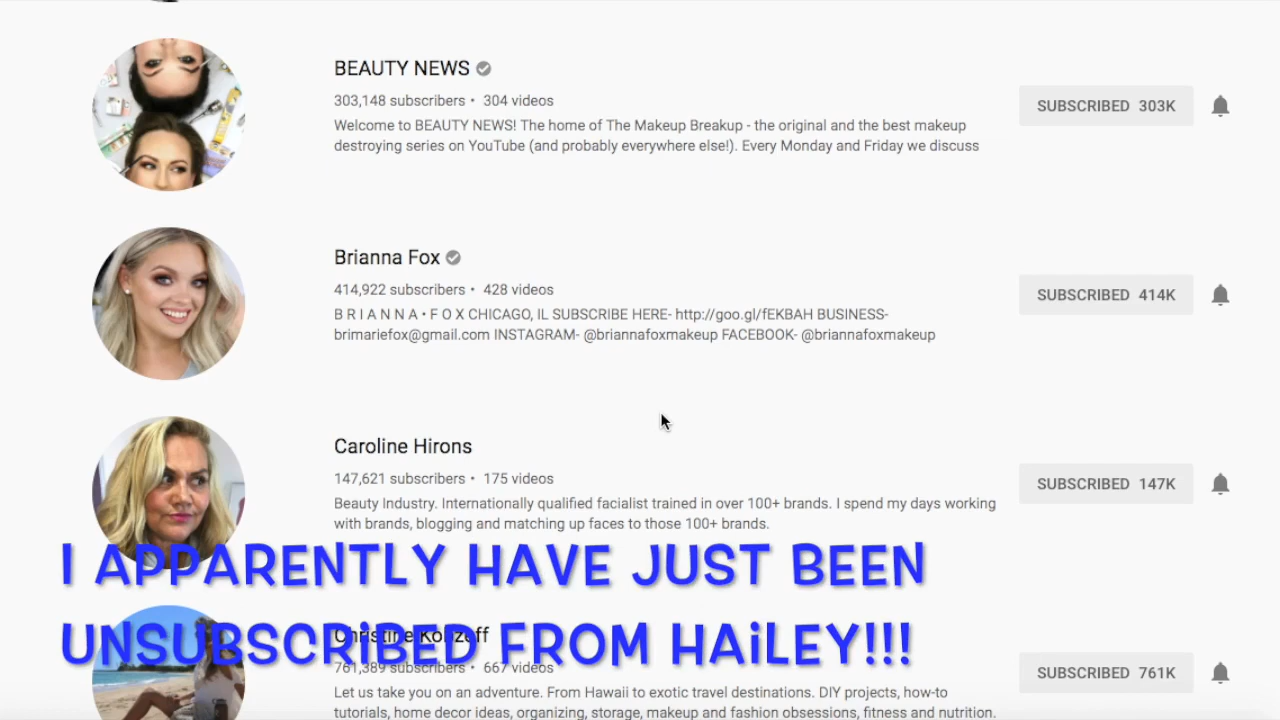 BEAUTY NEWS
303,148 subscribers • 304 videos
Welcome to BEAUTY NEWS! The home of The Makeup Breakup - the original and the best makeup
destroying series on YouTube (and probably everywhere else!). Every Monday and Friday we discuss
SUBSCRIBED 303K
Brianna Fox
414,922 subscribers • 428 videos
B R I A N N A • F O X CHICAGO, IL SUBSCRIBE HERE- http://goo.gl/fEKBAH BUSINESS-
brimariefox@gmail.com INSTAGRAM- @briannafoxmakeup FACEBOOK- @briannafoxmakeup
SUBSCRIBED 414K
Caroline Hirons
147,621 subscribers • 175 videos
Beauty Industry. Internationally qualified facialist trained in over 100+ brands. I spend my days working
with brands, blogging and matching up faces to those 100+ brands.
SUBSCRIBED 147K
I APPARENTLY HAVE JUST BEEN
UNSUBSCRiBED FROM HAiLEY!!!
Christine Kobzeff
761,389 subscribers • 667 videos
Let us take you on an adventure. From Hawaii to exotic travel destinations. DIY projects, how-to
tutorials, home decor ideas, organizing, storage, makeup and fashion obsessions, fitness and nutrition.
SUBSCRIBED 761K